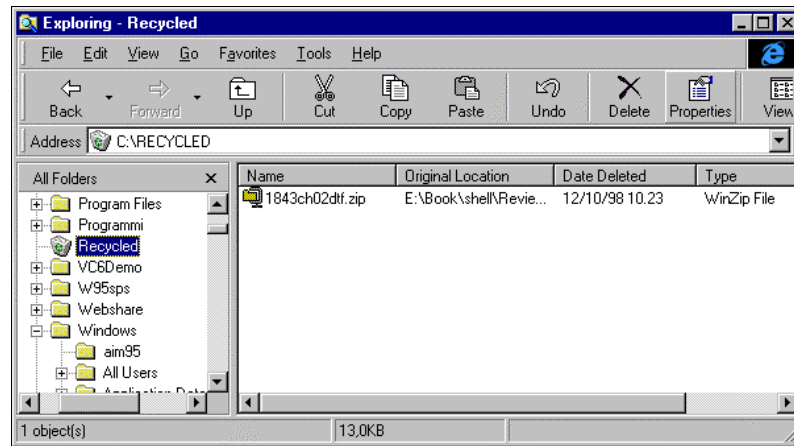 Exploring - Recycled
File Edit View Go Favorites Tools Help
Back Forward Up Cut Copy Paste Undo Delete Properties View
Address C:\RECYCLED
All Folders
Name Original Location Date Deleted Type
1843ch02dtf.zip E:\Book\shell\Revie... 12/10/98 10.23 WinZip File
Program Files
Programmi
Recycled
VC6Demo
W95sps
Webshare
Windows
aim95
All Users
1 object(s) 13,0KB